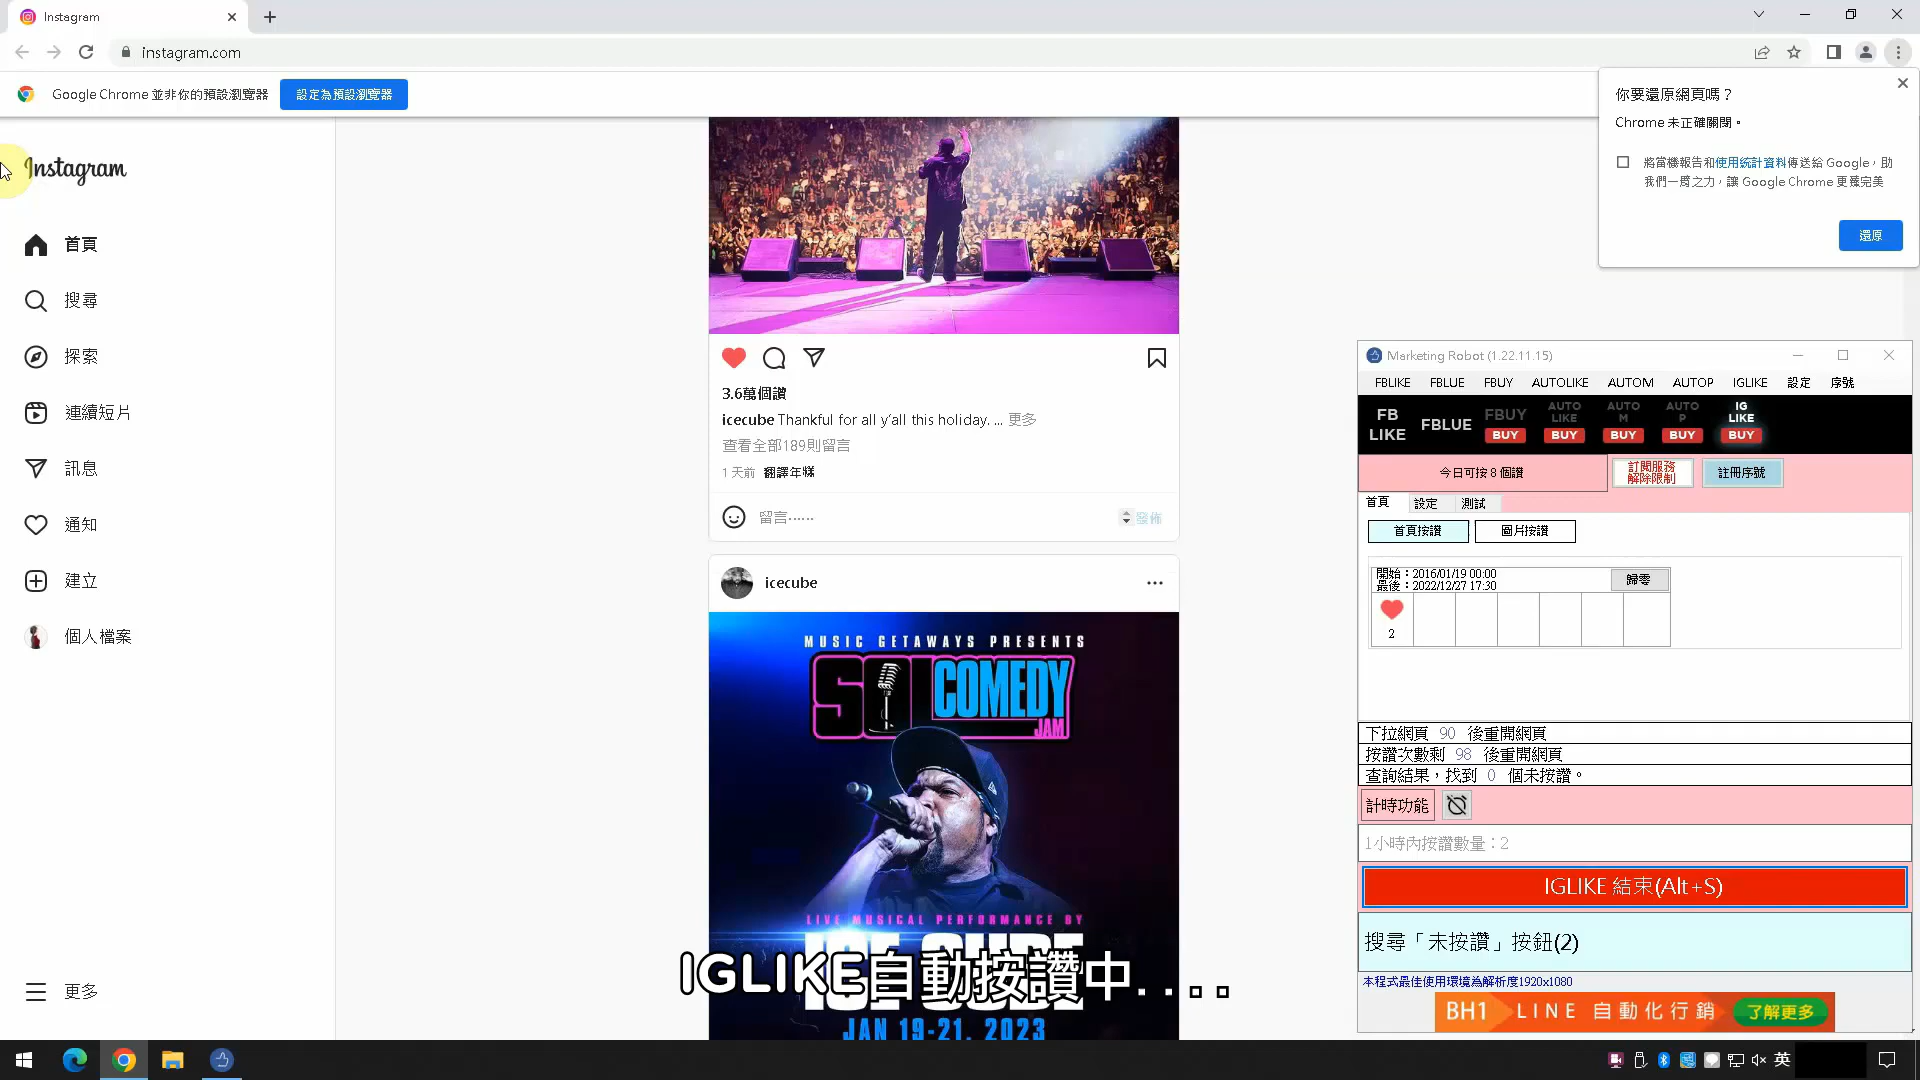 Instagram
instagram.com
Google Chrome 並非你的預設瀏覽器
設定為預設瀏覽器
你要還原網頁嗎？
Chrome 未正確關閉。
將當機報告和使用統計資料傳送給 Google，助
我們一臂之力，讓 Google Chrome 更臻完美
還原
Instagram
首頁
搜尋
探索
連續短片
訊息
通知
建立
個人檔案
更多
3.6萬個讚
icecube Thankful for all y'all this holiday. ... 更多
查看全部189則留言
1 天前 翻譯年糕
留言......
發佈
icecube
MUSIC GETAWAYS PRESENTS
COMEDY
JAM
LIVE MUSICAL PERFORMANCE BY
ICE CUBE
JAN 19-21, 2023
IGLIKE自動按讚中....
Marketing Robot (1.22.11.15)
FBLIKE FBLUE FBUY AUTOLIKE AUTOM AUTOP IGLIKE 設定 序號
FB LIKE
FBLUE
FBUY BUY
AUTO LIKE BUY
AUTO M BUY
AUTO P BUY
IG LIKE BUY
今日可按 8 個讚
訂閱服務
解除限制
註冊序號
首頁 設定 測試
首頁按讚 圖片按讚
開始：2016/01/19 00:00
最後：2022/12/27 17:30
歸零
2
下拉網頁 90 後重開網頁
按讚次數剩 98 後重開網頁
查詢結果，找到 0 個未按讚。
計時功能
1小時內按讚數量：2
IGLIKE 結束(Alt+S)
搜尋「未按讚」按鈕(2)
本程式最佳使用環境為解析度1920x1080
BH1 LINE 自動化行銷 了解更多
英